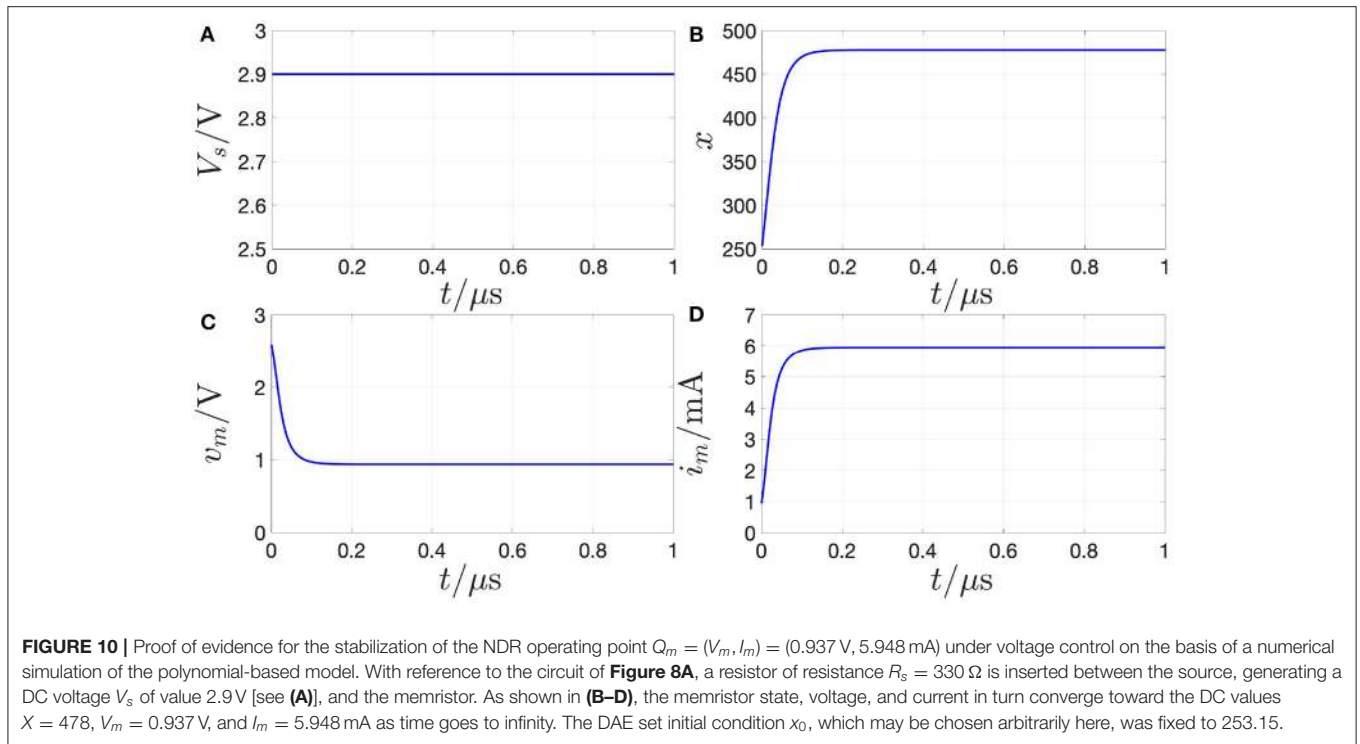 A
3
2.9
2.8
2.7
2.6
2.5
V_s/V
0 0.2 0.4 0.6 0.8 1
t/μs
B
500
450
400
350
300
250
x
0 0.2 0.4 0.6 0.8 1
t/μs
C
3
2
1
0
v_m/V
0 0.2 0.4 0.6 0.8 1
t/μs
D
7
6
5
4
3
2
1
0
i_m/mA
0 0.2 0.4 0.6 0.8 1
t/μs
FIGURE 10 | Proof of evidence for the stabilization of the NDR operating point Q_m = (V_m, I_m) = (0.937 V, 5.948 mA) under voltage control on the basis of a numerical
simulation of the polynomial-based model. With reference to the circuit of Figure 8A, a resistor of resistance R_s = 330 Ω is inserted between the source, generating a
DC voltage V_s of value 2.9 V [see (A)], and the memristor. As shown in (B–D), the memristor state, voltage, and current in turn converge toward the DC values
X = 478, V_m = 0.937 V, and I_m = 5.948 mA as time goes to infinity. The DAE set initial condition x_0, which may be chosen arbitrarily here, was fixed to 253.15.